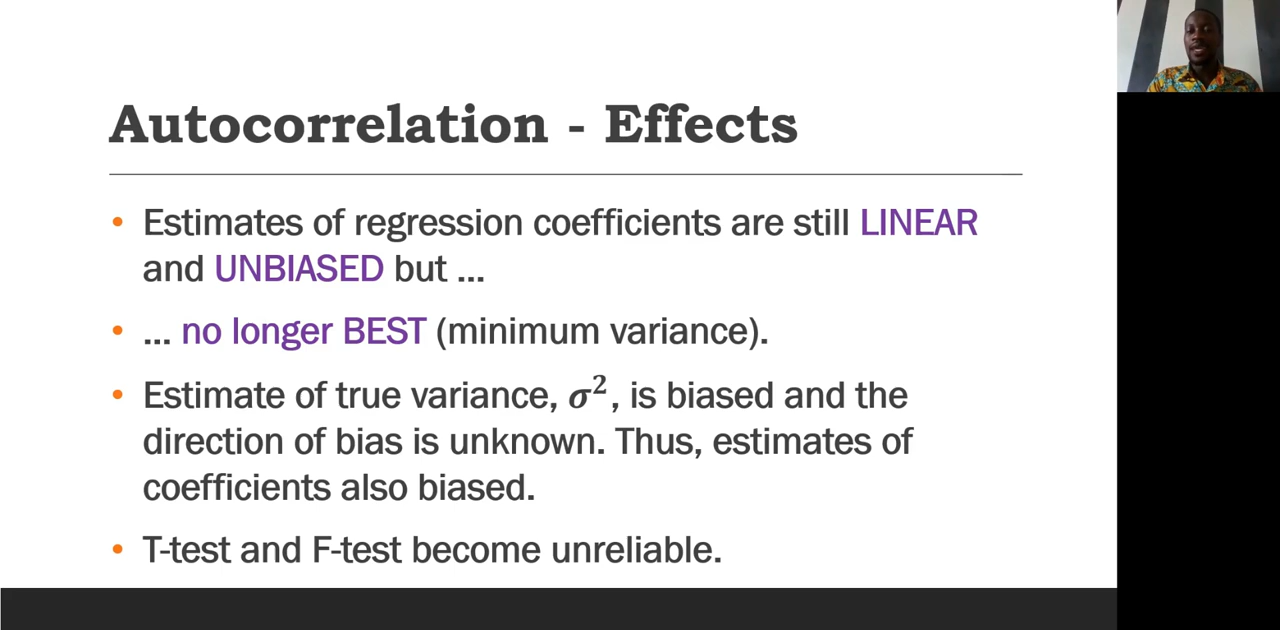 Autocorrelation - Effects
• Estimates of regression coefficients are still LINEAR
and UNBIASED but ...
• ... no longer BEST (minimum variance).
• Estimate of true variance, σ², is biased and the
direction of bias is unknown. Thus, estimates of
coefficients also biased.
• T-test and F-test become unreliable.